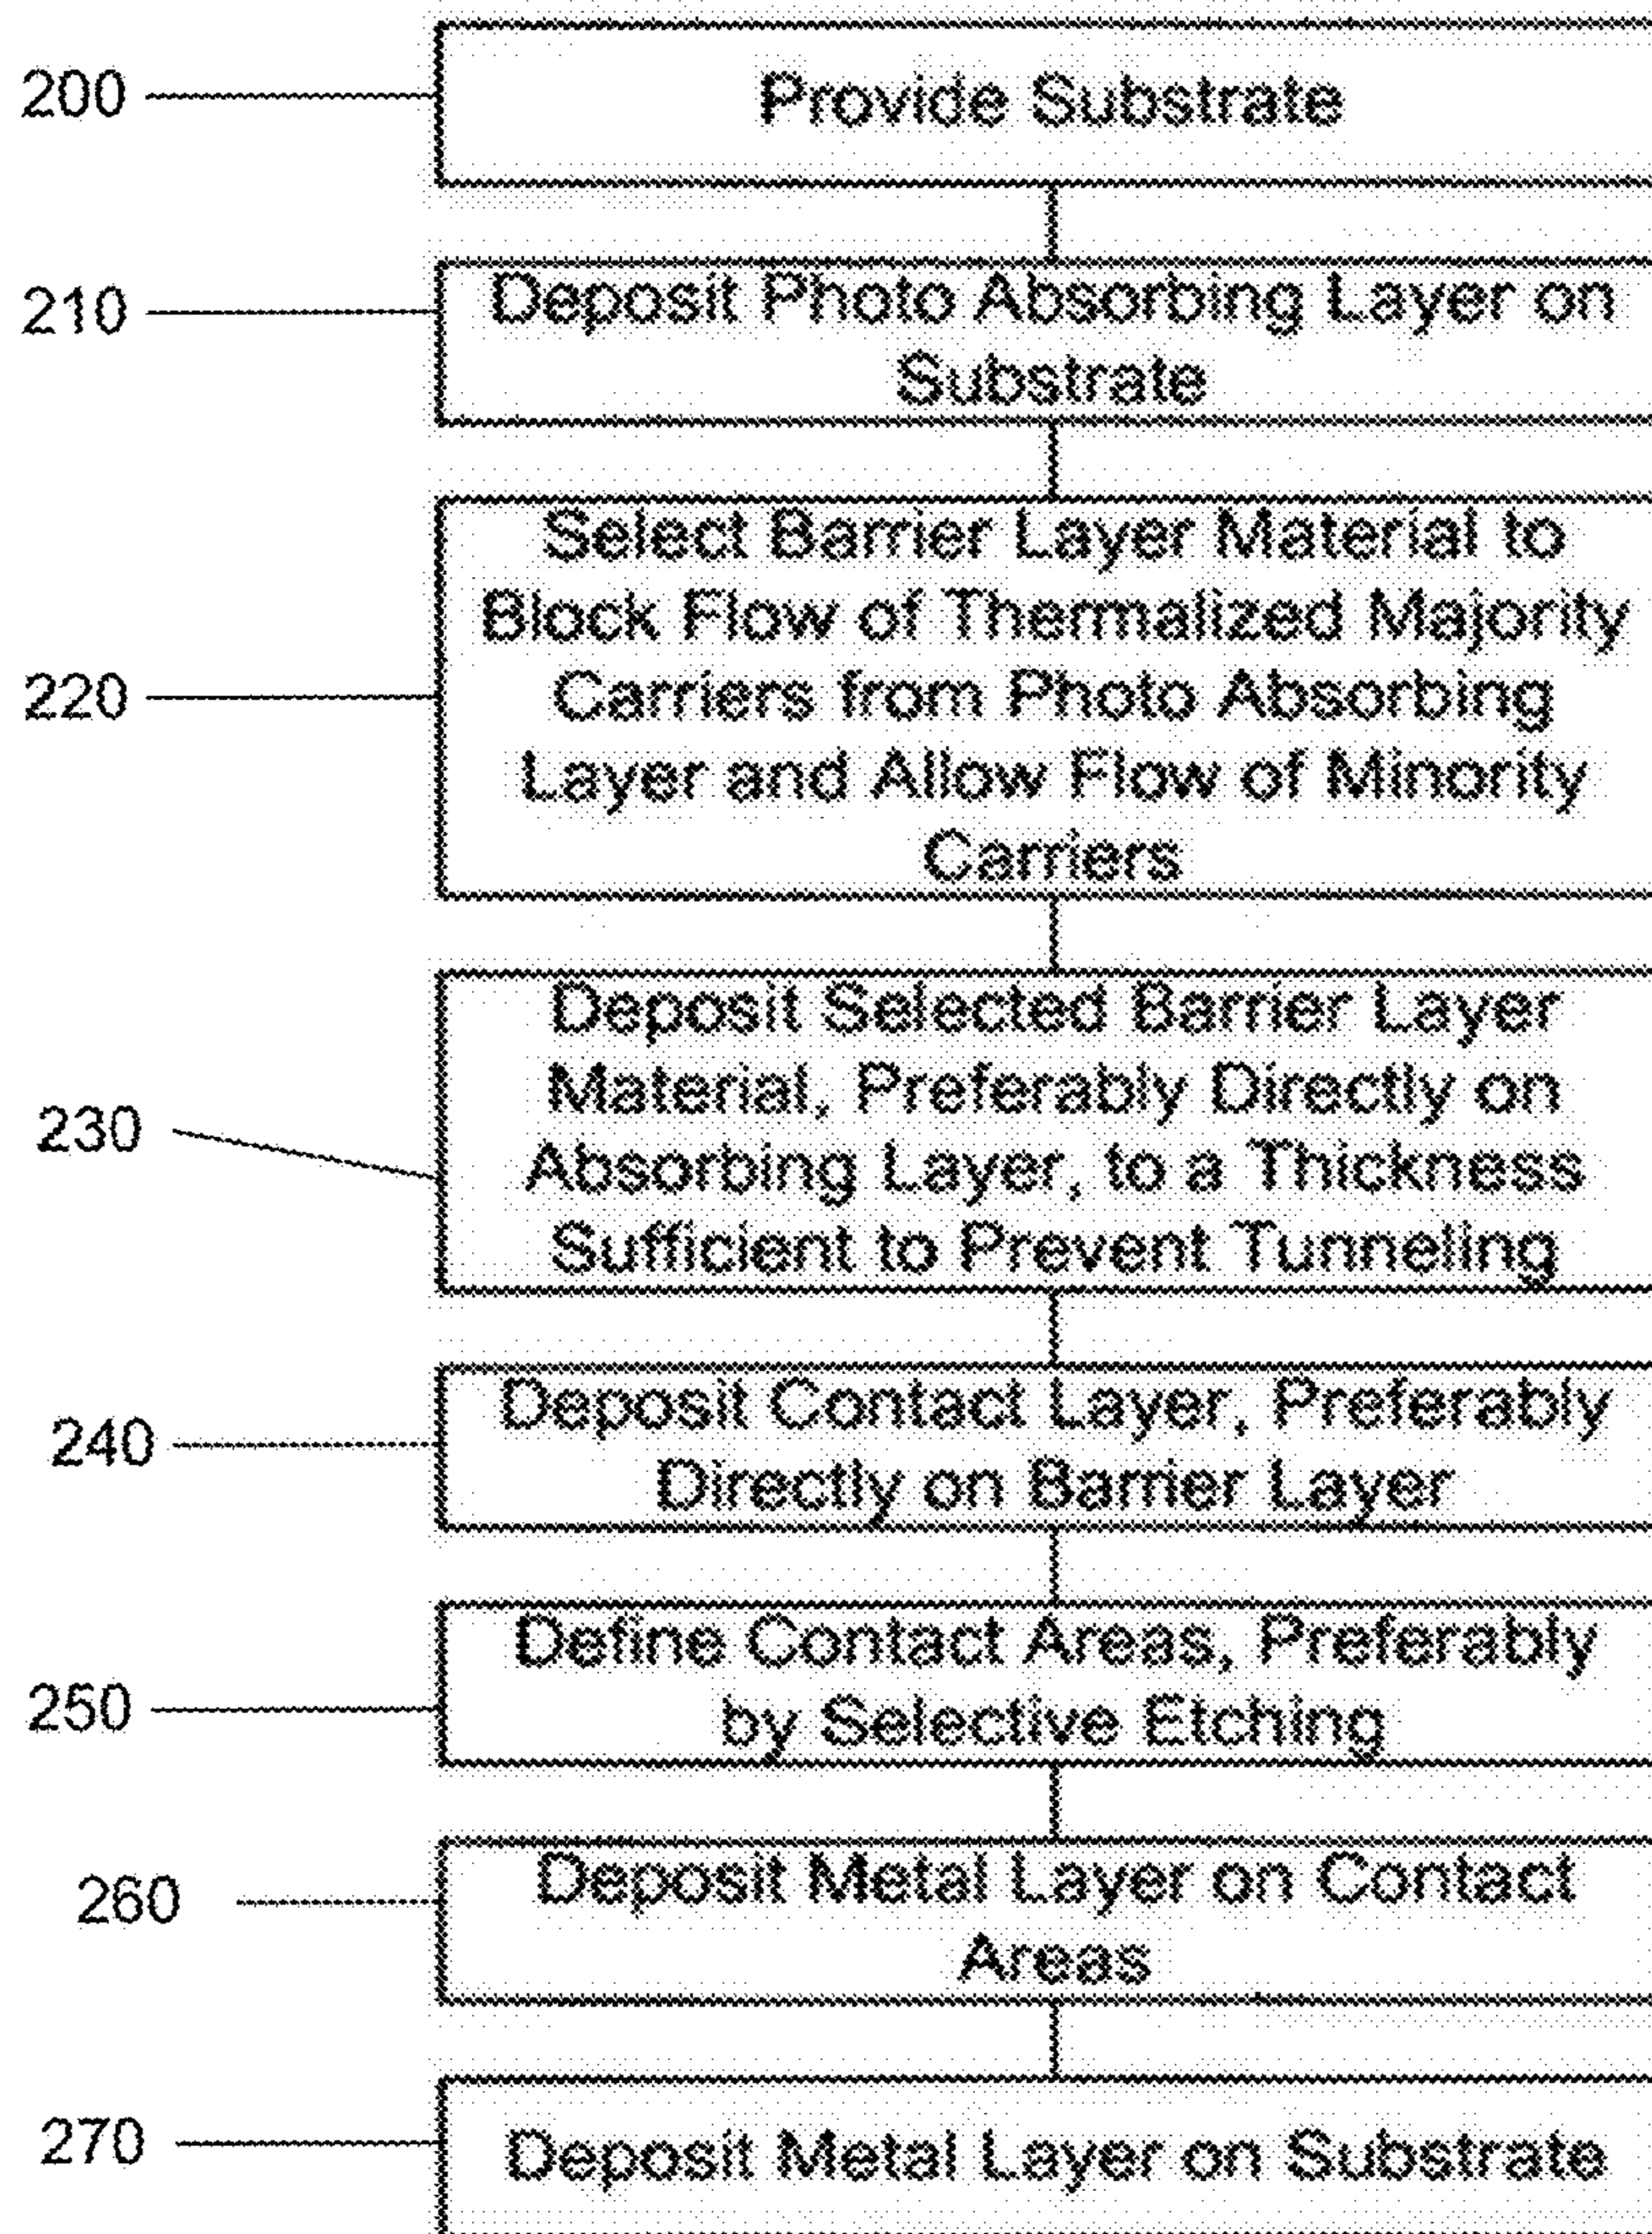 200
Provide Substrate
210
Deposit Photo Absorbing Layer on
Substrate
220
Select Barrier Layer Material to
Block Flow of Thermalized Majority
Carriers from Photo Absorbing
Layer and Allow Flow of Minority
Carriers
230
Deposit Selected Barrier Layer
Material, Preferably Directly on
Absorbing Layer, to a Thickness
Sufficient to Prevent Tunneling
240
Deposit Contact Layer, Preferably
Directly on Barrier Layer
250
Define Contact Areas, Preferably
by Selective Etching
260
Deposit Metal Layer on Contact
Areas
270
Deposit Metal Layer on Substrate